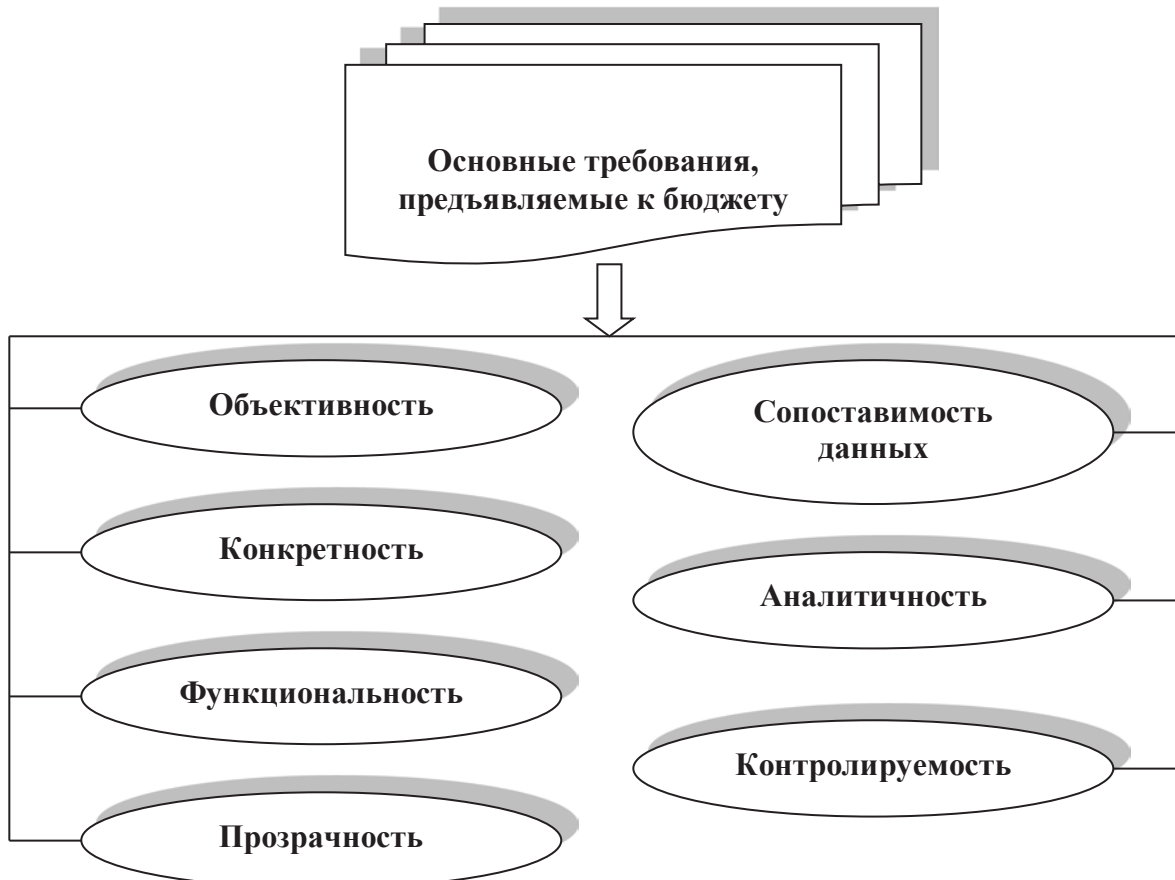 Основные требования,
предъявляемые к бюджету
Объективность
Конкретность
Функциональность
Прозрачность
Сопоставимость
данных
Аналитичность
Контролируемость